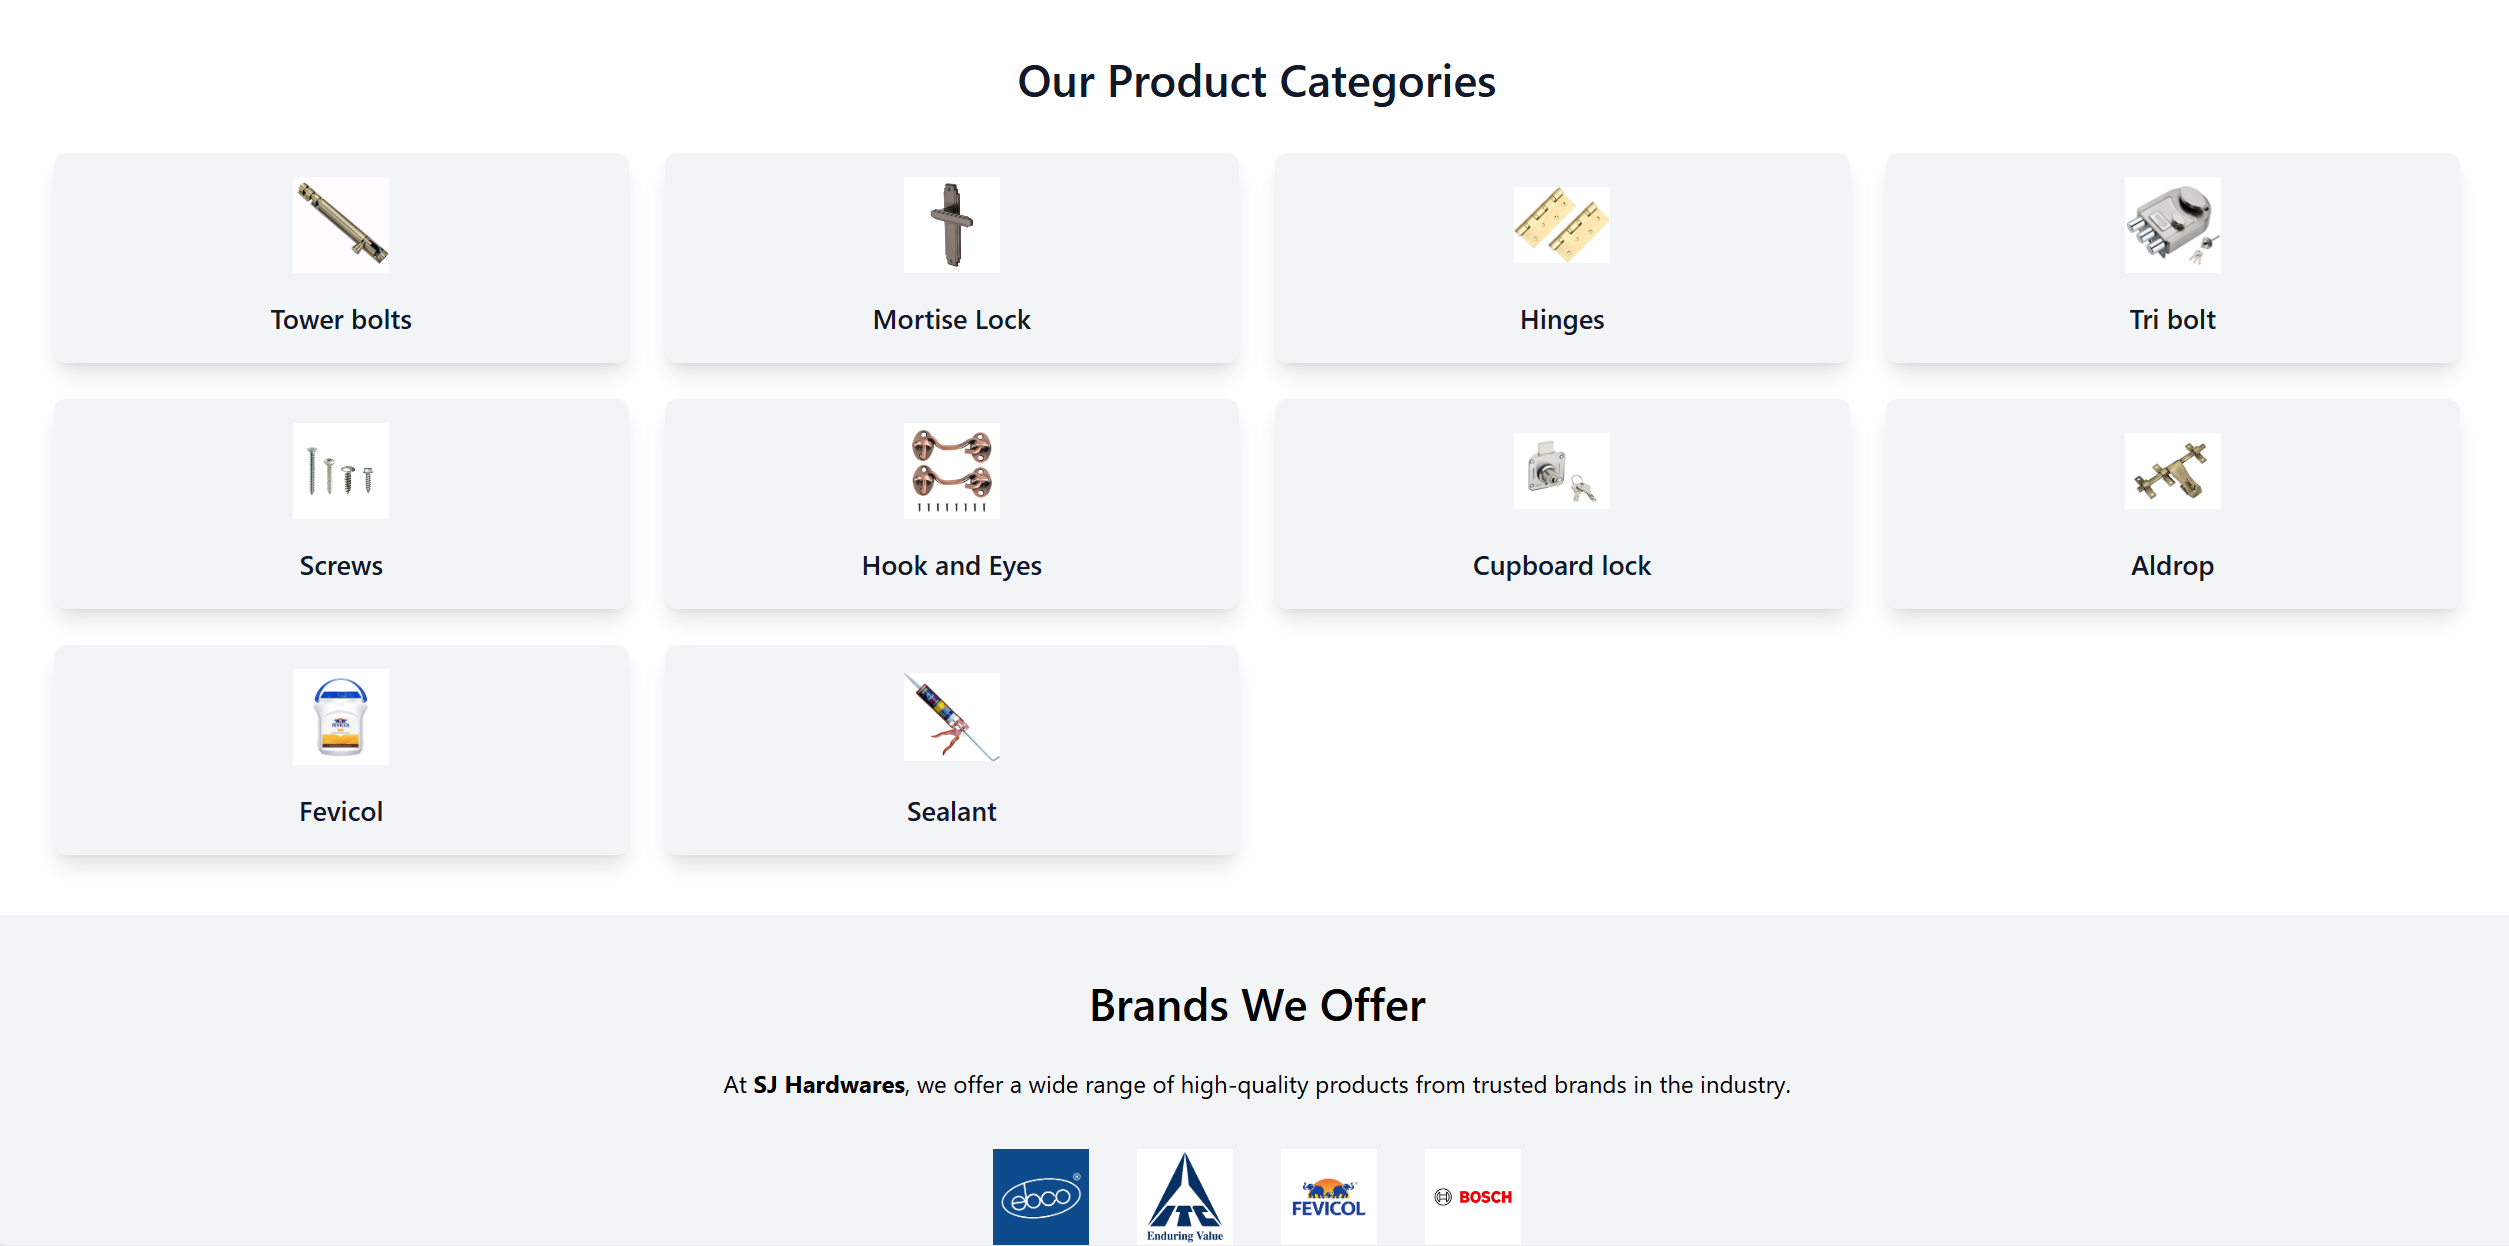 Our Product Categories
Tower bolts
Mortise Lock
Hinges
Tri bolt
Screws
Hook and Eyes
Cupboard lock
Aldrop
FEVICOL
Fevicol
Sealant
Brands We Offer
At SJ Hardwares, we offer a wide range of high-quality products from trusted brands in the industry.
ebco®
ITC
Enduring Value
FEVICOL
BOSCH